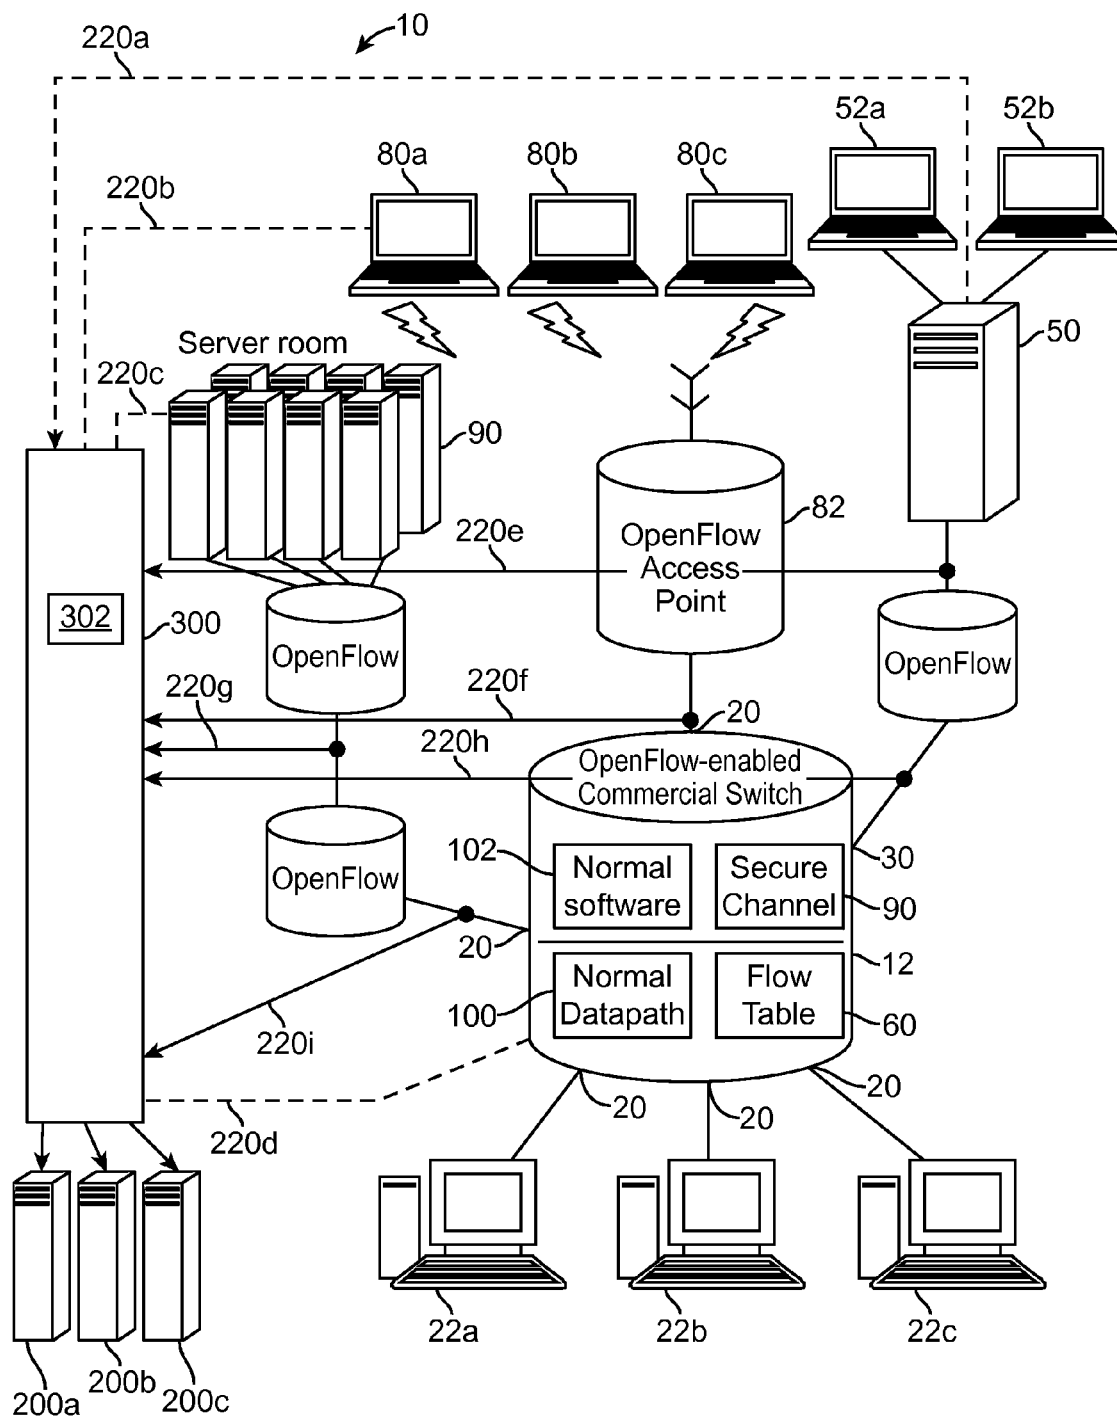 10
220a
52a
52b
80a
80b
80c
220b
50
Server room
220c
90
82
OpenFlow
Access
Point
220e
302
300
OpenFlow
OpenFlow
220g
220f
20
220h
OpenFlow-enabled
Commercial Switch
OpenFlow
102
Normal
software
Secure
Channel
30
90
20
12
100
Normal
Datapath
Flow
Table
60
220i
20
20
20
220d
22a
22b
22c
200a
200b
200c